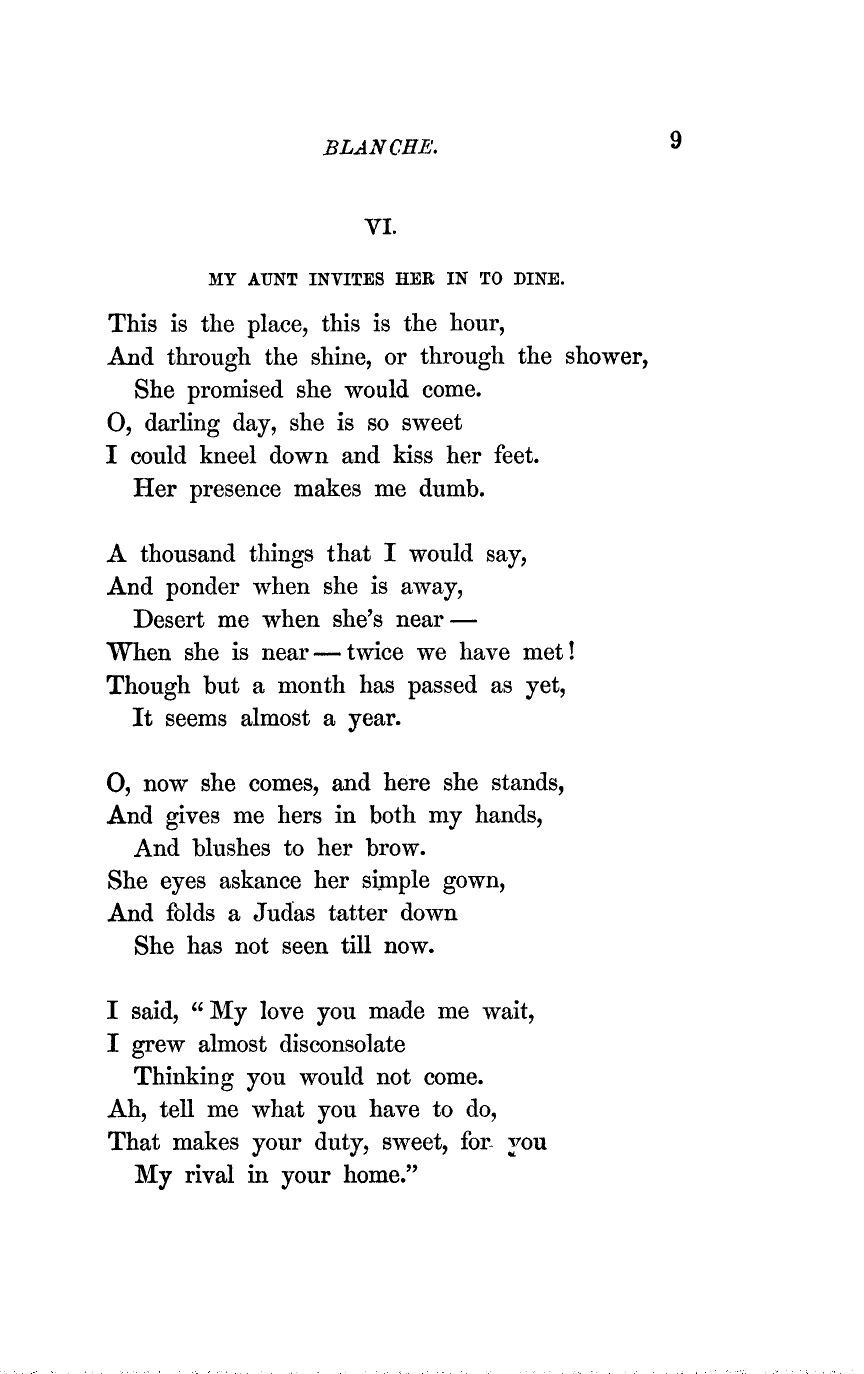 BLANCHE.
9
VI.
MY AUNT INVITES HER IN TO DINE.
This is the place, this is the hour,
And through the shine, or through the shower,
She promised she would come.
O, darling day, she is so sweet
I could kneel down and kiss her feet.
Her presence makes me dumb.
A thousand things that I would say,
And ponder when she is away,
Desert me when she's near —
When she is near — twice we have met!
Though but a month has passed as yet,
It seems almost a year.
O, now she comes, and here she stands,
And gives me hers in both my hands,
And blushes to her brow.
She eyes askance her simple gown,
And folds a Judas tatter down
She has not seen till now.
I said, “My love you made me wait,
I grew almost disconsolate
Thinking you would not come.
Ah, tell me what you have to do,
That makes your duty, sweet, for you
My rival in your home.”